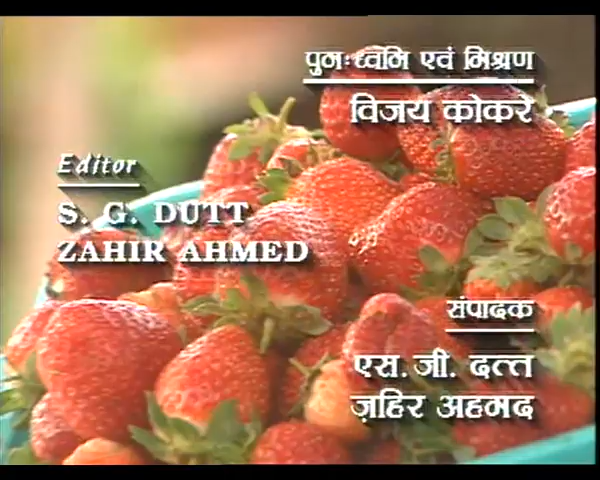 पुनःध्वनि एवं मिश्रण
विजय कोकरे
Editor
S. G. DUTT
ZAHIR AHMED
संपादक
एस. जी. दत्त
ज़हिर अहमद